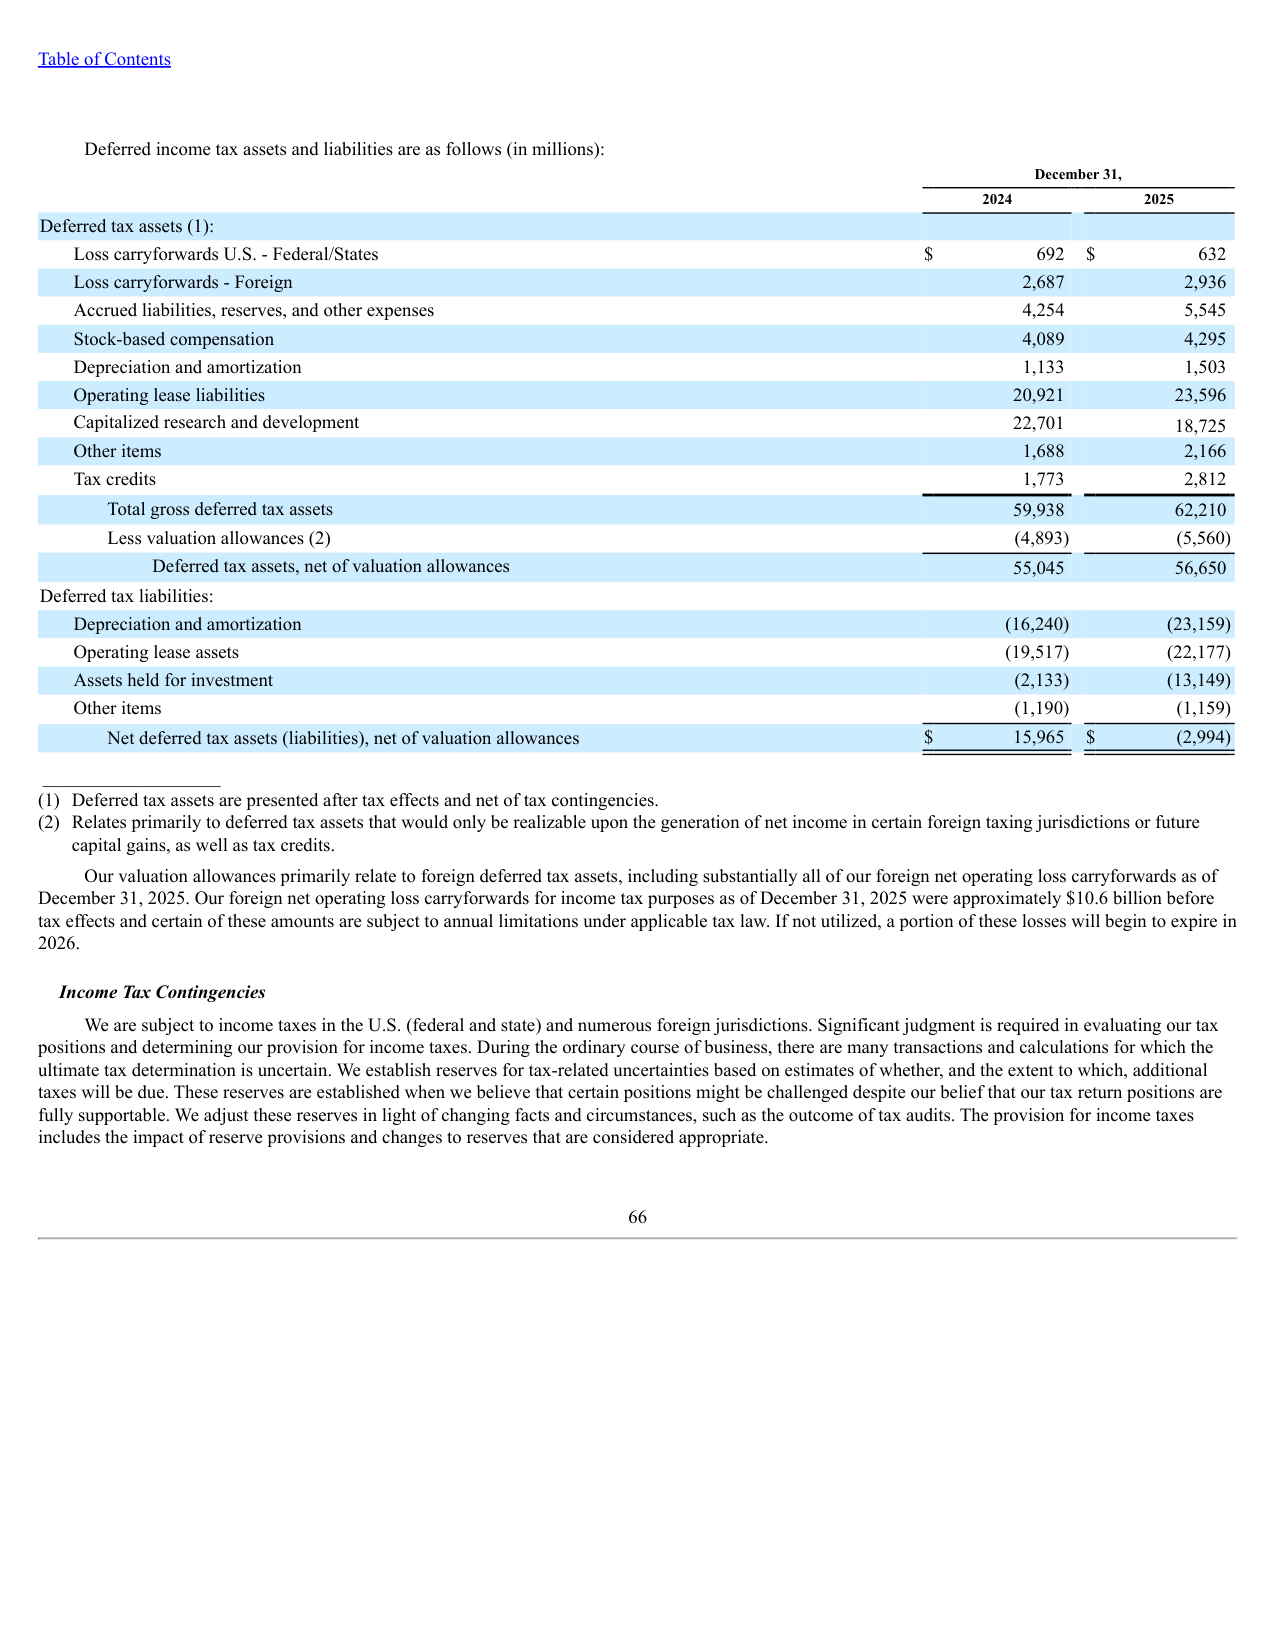 Table of Contents
Deferred income tax assets and liabilities are as follows (in millions):
December 31,
2024 2025
Deferred tax assets (1):
Loss carryforwards U.S. - Federal/States $ 692 $ 632
Loss carryforwards - Foreign 2,687 2,936
Accrued liabilities, reserves, and other expenses 4,254 5,545
Stock-based compensation 4,089 4,295
Depreciation and amortization 1,133 1,503
Operating lease liabilities 20,921 23,596
Capitalized research and development 22,701 18,725
Other items 1,688 2,166
Tax credits 1,773 2,812
Total gross deferred tax assets 59,938 62,210
Less valuation allowances (2) (4,893) (5,560)
Deferred tax assets, net of valuation allowances 55,045 56,650
Deferred tax liabilities:
Depreciation and amortization (16,240) (23,159)
Operating lease assets (19,517) (22,177)
Assets held for investment (2,133) (13,149)
Other items (1,190) (1,159)
Net deferred tax assets (liabilities), net of valuation allowances $ 15,965 $ (2,994)
(1) Deferred tax assets are presented after tax effects and net of tax contingencies.
(2) Relates primarily to deferred tax assets that would only be realizable upon the generation of net income in certain foreign taxing jurisdictions or future
capital gains, as well as tax credits.
Our valuation allowances primarily relate to foreign deferred tax assets, including substantially all of our foreign net operating loss carryforwards as of
December 31, 2025. Our foreign net operating loss carryforwards for income tax purposes as of December 31, 2025 were approximately $10.6 billion before
tax effects and certain of these amounts are subject to annual limitations under applicable tax law. If not utilized, a portion of these losses will begin to expire in
2026.
Income Tax Contingencies
We are subject to income taxes in the U.S. (federal and state) and numerous foreign jurisdictions. Significant judgment is required in evaluating our tax
positions and determining our provision for income taxes. During the ordinary course of business, there are many transactions and calculations for which the
ultimate tax determination is uncertain. We establish reserves for tax-related uncertainties based on estimates of whether, and the extent to which, additional
taxes will be due. These reserves are established when we believe that certain positions might be challenged despite our belief that our tax return positions are
fully supportable. We adjust these reserves in light of changing facts and circumstances, such as the outcome of tax audits. The provision for income taxes
includes the impact of reserve provisions and changes to reserves that are considered appropriate.
66